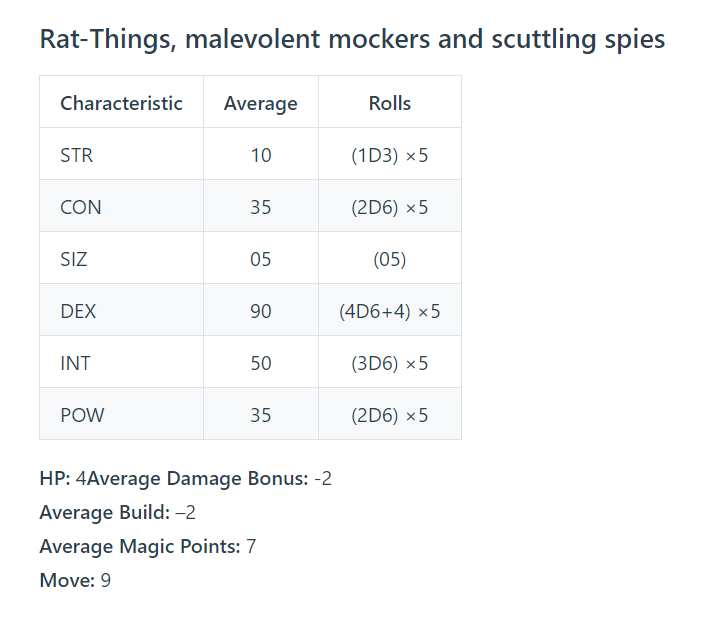 Rat-Things, malevolent mockers and scuttling spies
Characteristic Average Rolls
STR 10 (1D3) ×5
CON 35 (2D6) ×5
SIZ 05 (05)
DEX 90 (4D6+4) ×5
INT 50 (3D6) ×5
POW 35 (2D6) ×5
HP: 4Average Damage Bonus: -2
Average Build: –2
Average Magic Points: 7
Move: 9